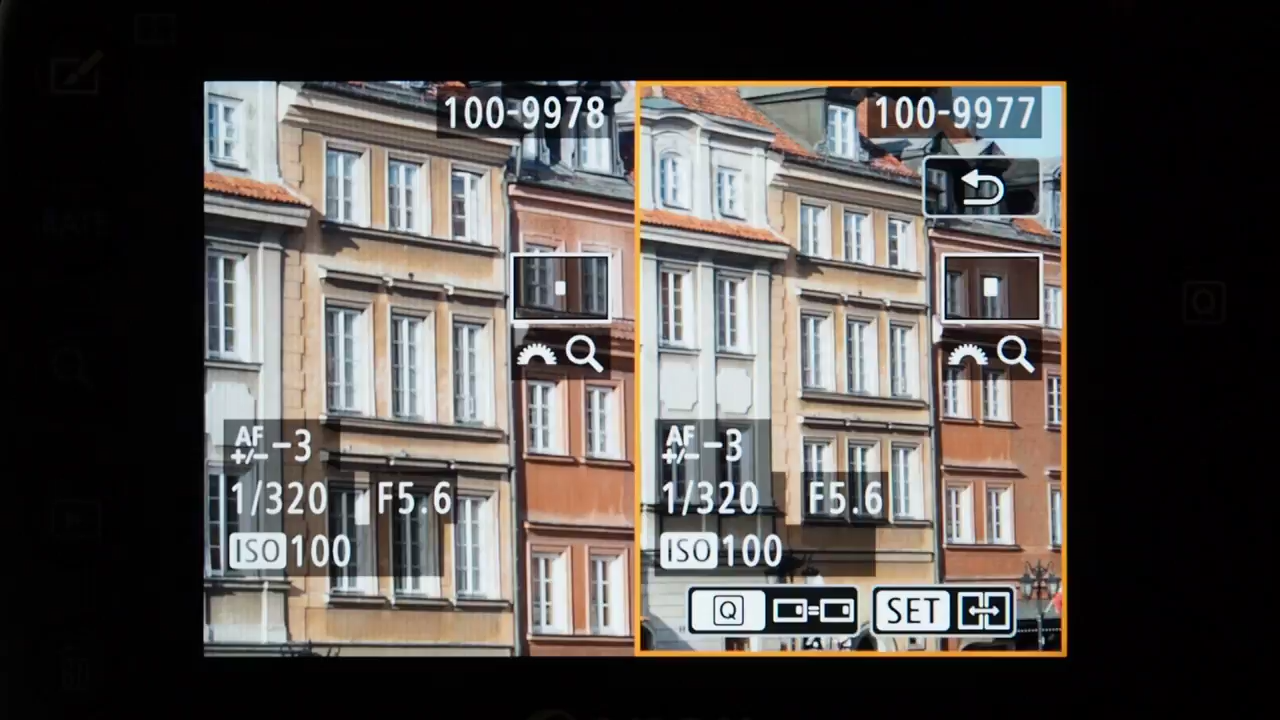 100-9978
AF +/- -3
1/320 F5.6
ISO 100
100-9977
AF +/- -3
1/320 F5.6
ISO 100
Q = SET
RATE
Q